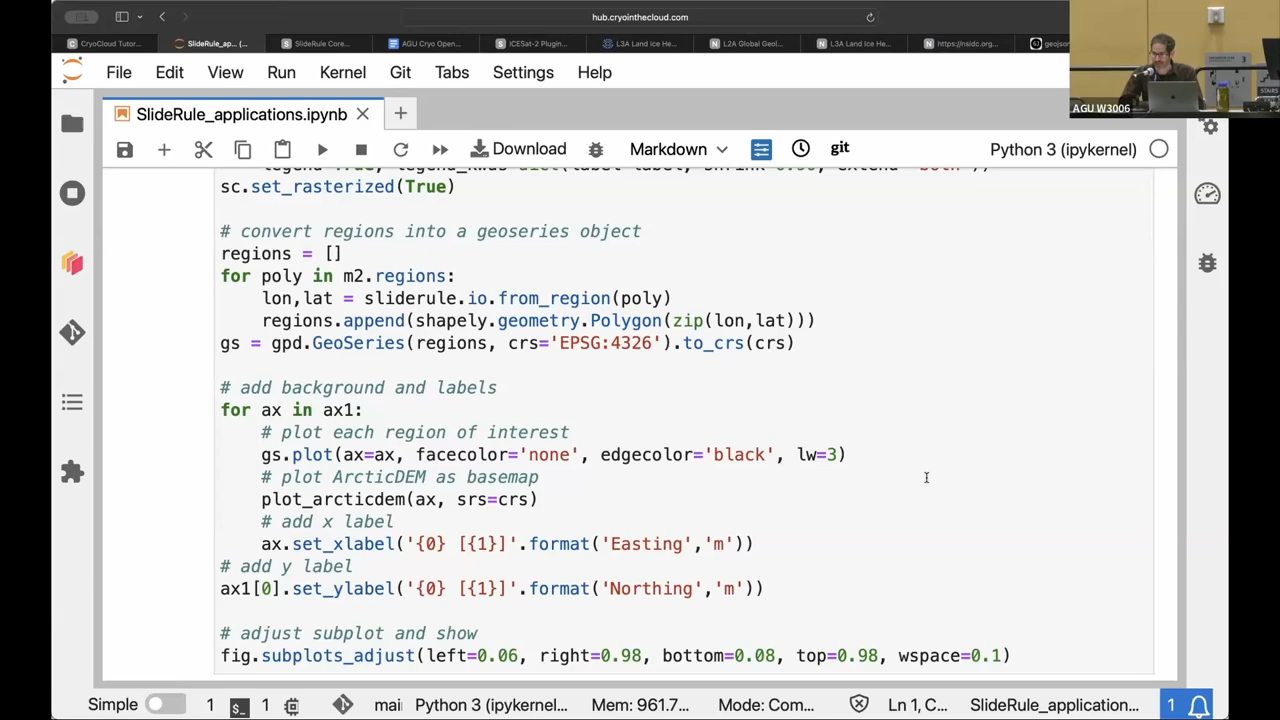 hub.cryointhecloud.com
CryoCloud Tutor...
SlideRule_ap... (
SlideRule Core...
AGU Cryo Open...
ICESat-2 Plugin...
L3A Land Ice He...
L2A Global Geol...
L3A Land Ice He...
https://nsidc.org...
geojson
File Edit View Run Kernel Git Tabs Settings Help
AGU W3006
STAIRS
SlideRule_applications.ipynb
Download
Markdown
git
Python 3 (ipykernel)
sc.set_rasterized(True)
# convert regions into a geoseries object
regions = []
for poly in m2.regions:
lon,lat = sliderule.io.from_region(poly)
regions.append(shapely.geometry.Polygon(zip(lon,lat)))
gs = gpd.GeoSeries(regions, crs='EPSG:4326').to_crs(crs)
# add background and labels
for ax in ax1:
# plot each region of interest
gs.plot(ax=ax, facecolor='none', edgecolor='black', lw=3)
# plot ArcticDEM as basemap
plot_arcticdem(ax, srs=crs)
# add x label
ax.set_xlabel('{0} [{1}]'.format('Easting','m'))
# add y label
ax1[0].set_ylabel('{0} [{1}]'.format('Northing','m'))
# adjust subplot and show
fig.subplots_adjust(left=0.06, right=0.98, bottom=0.08, top=0.98, wspace=0.1)
Simple 1 1 mai Python 3 (ipykernel... Mem: 961.7... Mode: Com... Ln 1, C... SlideRule_application... 1